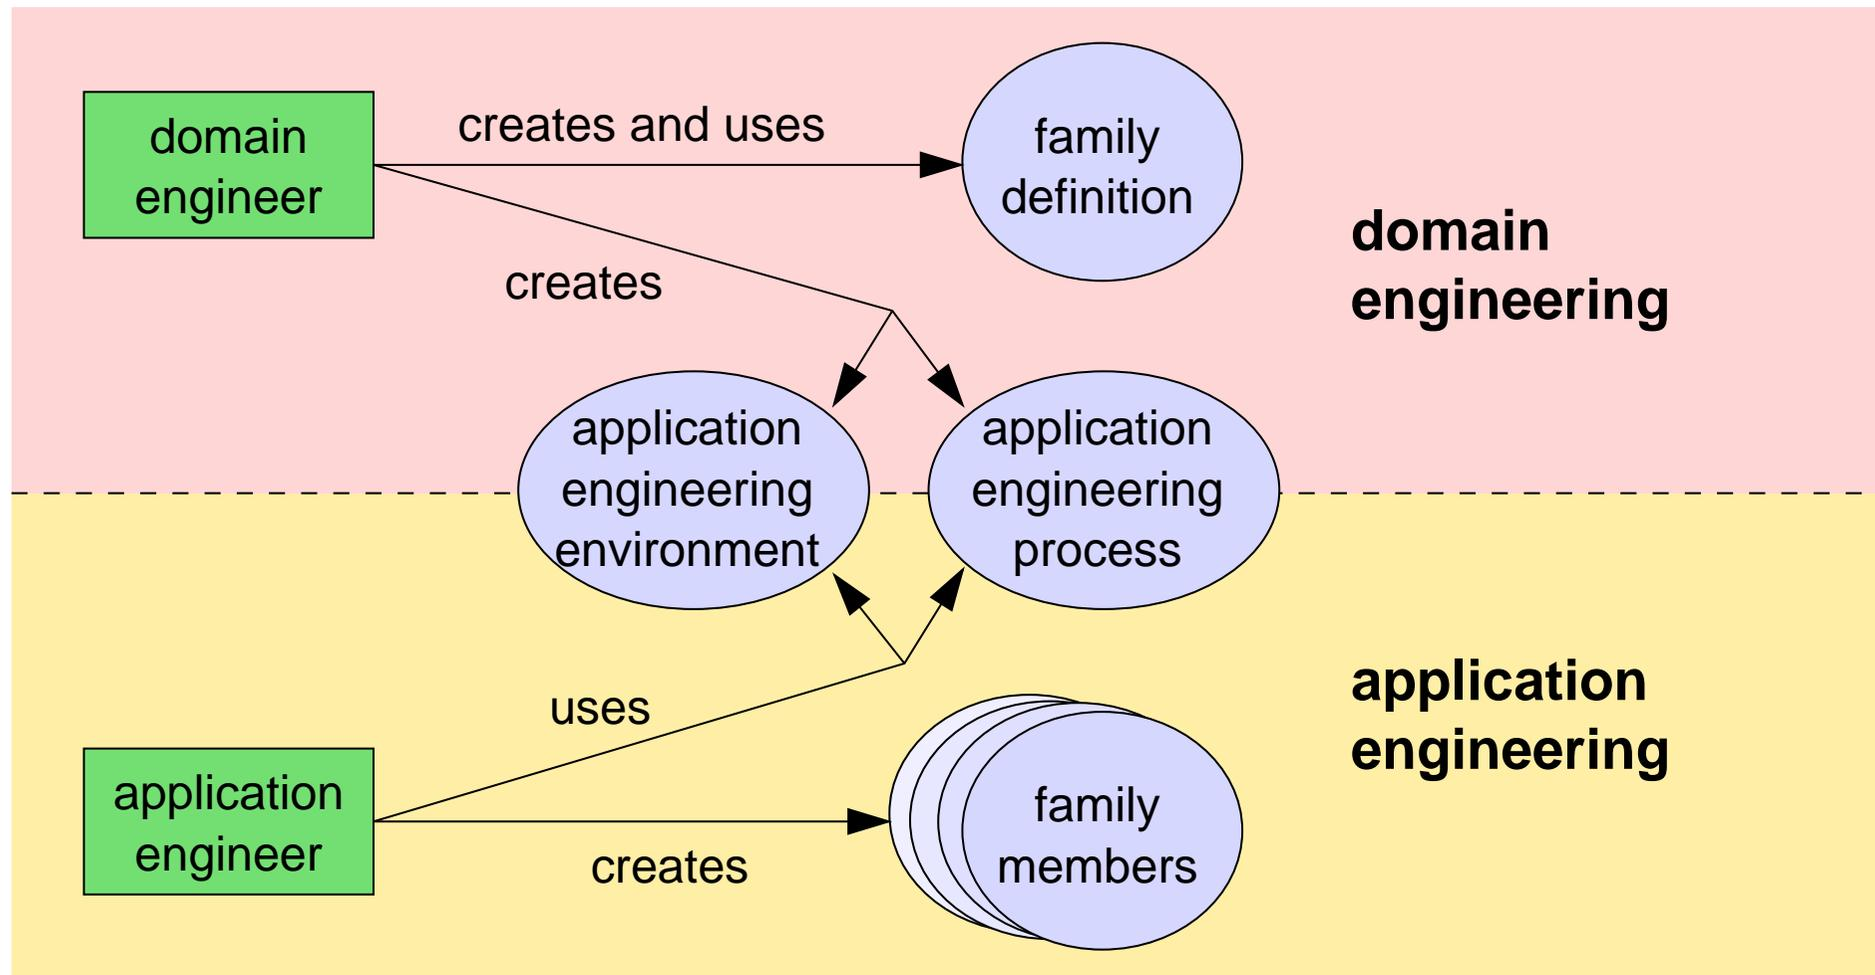 domain
engineer
creates and uses
family
definition
domain
engineering
creates
application
engineering
environment
application
engineering
process
uses
application
engineering
application
engineer
creates
family
members